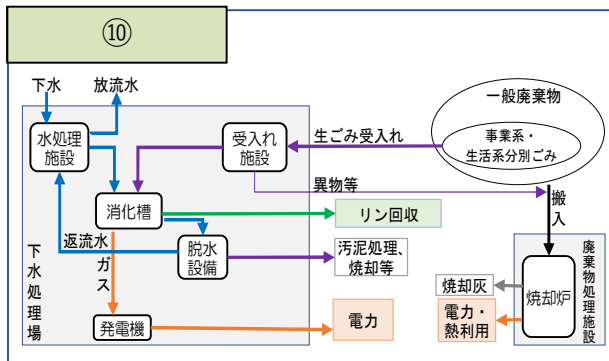 ⑩
下水
放流水
水処理
施設
受入れ
施設
生ごみ受入れ
一般廃棄物
事業系・
生活系分別ごみ
異物等
搬入
消化槽
リン回収
返流水
ガス
脱水
設備
汚泥処理、
焼却等
下水処理場
発電機
電力
焼却灰
電力・
熱利用
焼却炉
廃棄物処理施設